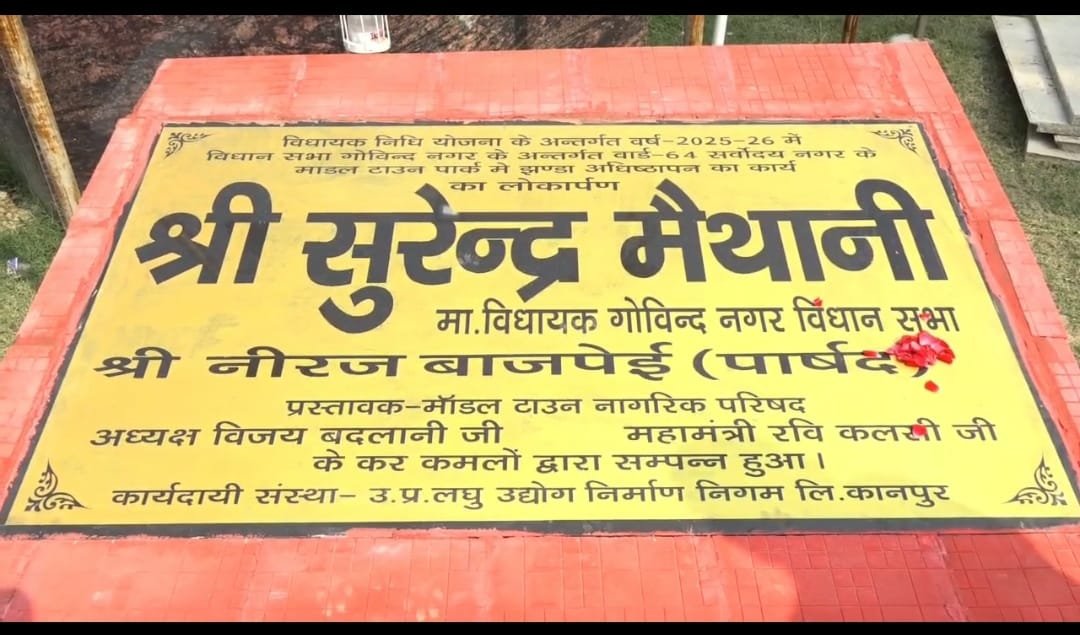 विधायक निधि योजना के अन्तर्गत वर्ष-2025-26 में
विधान सभा गोविन्द नगर के अन्तर्गत वार्ड-64 सर्वोदय नगर के
माडल टाउन पार्क मे झण्डा अधिष्ठापन का कार्य
का लोकार्पण
श्री सुरेन्द्र मैथानी
मा.विधायक गोविन्द नगर विधान सभा
श्री नीरज बाजपेई (पार्षद)
प्रस्तावक-मॉडल टाउन नागरिक परिषद
अध्यक्ष विजय बदलानी जी महामंत्री रवि कलसी जी
के कर कमलों द्वारा सम्पन्न हुआ।
कार्यदायी संस्था- उ.प्र.लघु उद्योग निर्माण निगम लि.कानपुर